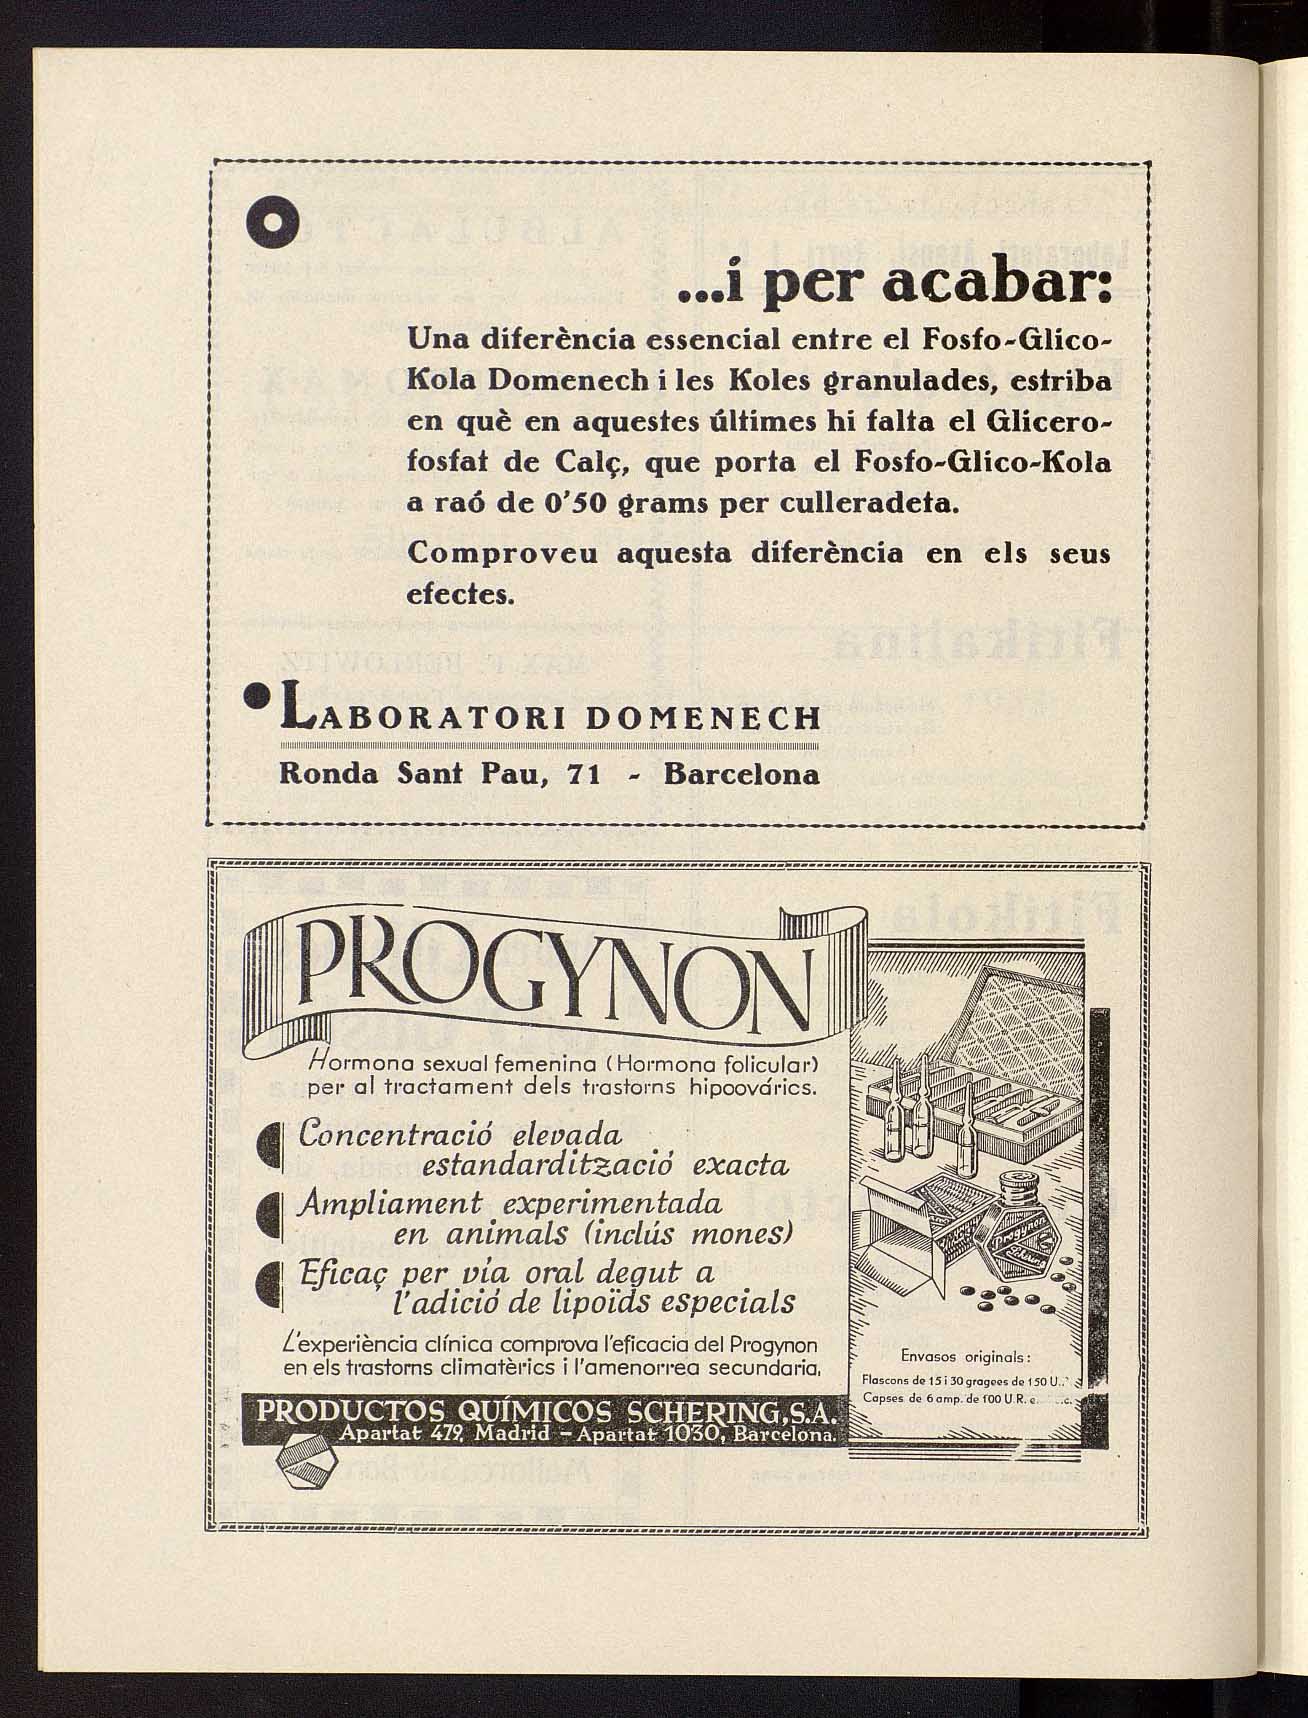 ...i per acabar:
Una diferència essencial entre el Fosfo-Glico-
Kola Domenech i les Koles granulades, estriba
en què en aquestes últimes hi falta el Glicero-
fosfat de Calç, que porta el Fosfo-Glico-Kola
a raó de 0'50 grams per culleradeta.
Comproveu aquesta diferència en els seus
efectes.
LABORATORI DOMENECH
Ronda Sant Pau, 71 - Barcelona
PROGYNON
Hormona sexual femenina (Hormona folicular)
per al tractament dels trastorns hipoovárics.
Concentració elevada
estandardització exacta
Ampliament experimentada
en animals (inclús mones)
Eficaç per vía oral degut a
l'adició de lipoïds especials
L'experiència clínica comprova l'eficacia del Progynon
en els trastorns climatèrics i l'amenorrea secundaria.
Progynon
Schering
Envasos originals:
Flascons de 15 i 30 gragees de 150 U.
Capses de 6 amp. de 100 U.R. e.
PRODUCTOS QUÍMICOS SCHERING, S.A.
Apartat 479, Madrid - Apartat 1030, Barcelona.